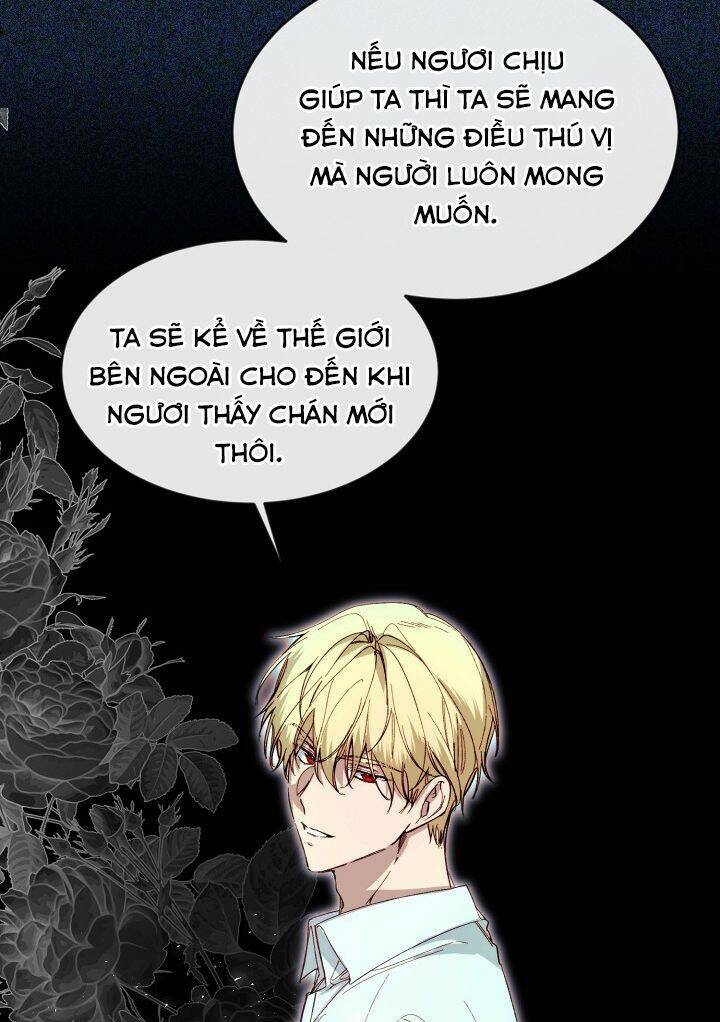 NẾU NGƯƠI CHỊU
GIÚP TA THÌ TA SẼ MANG
ĐẾN NHỮNG ĐIỀU THÚ VỊ
MÀ NGƯỜI LUÔN MONG
MUỐN.
TA SẼ KỂ VỀ THẾ GIỚI
BÊN NGOÀI CHO ĐẾN KHI
NGƯƠI THẤY CHÁN MỚI
THÔI.